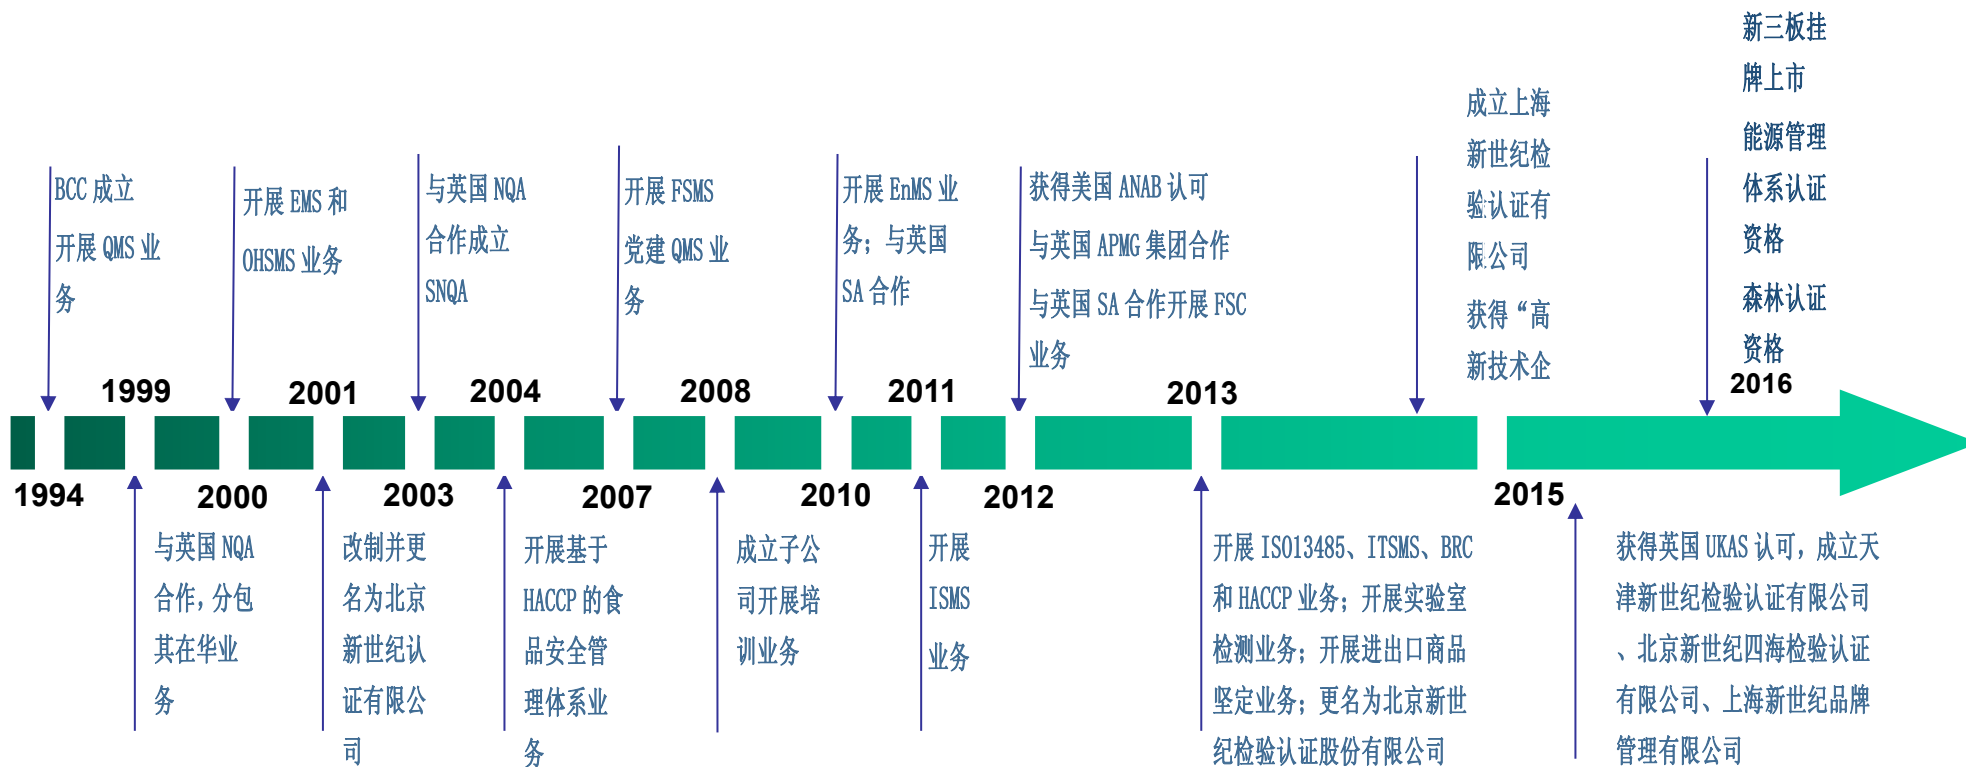 新三板挂
牌上市
能源管理
体系认证
资格
森林认证
资格
成立上海
新世纪检
验认证有
限公司
获得“高
新技术企
BCC 成立
开展 QMS 业
务
开展 EMS 和
OHSMS 业务
与英国 NQA
合作成立
SNQA
开展 FSMS
党建 QMS 业
务
开展 EnMS 业
务；与英国
SA 合作
获得美国 ANAB 认可
与英国 APMG 集团合作
与英国 SA 合作开展 FSC
业务
1999
2001
2004
2008
2011
2013
2016
1994
2000
2003
2007
2010
2012
2015
与英国 NQA
合作，分包
其在华业
务
改制并更
名为北京
新世纪认
证有限公
司
开展基于
HACCP 的食
品安全管
理体系业
务
成立子公
司开展培
训业务
开展
ISMS
业务
开展 ISO13485、ITSMS、BRC
和 HACCP 业务；开展实验室
检测业务；开展进出口商品
坚定业务；更名为北京新世
纪检验认证股份有限公司
获得英国 UKAS 认可，成立天
津新世纪检验认证有限公司
、北京新世纪四海检验认证
有限公司、上海新世纪品牌
管理有限公司